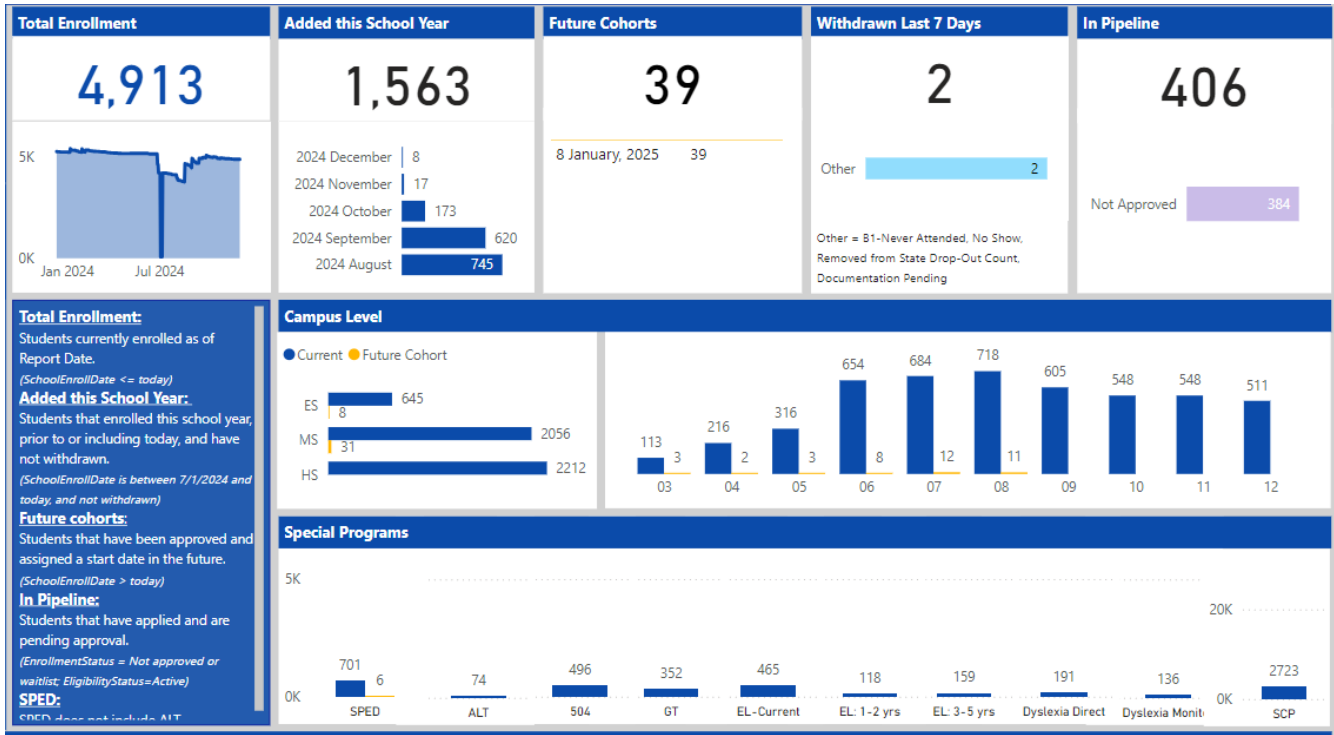 Total Enrollment
4,913
5K
0K
Jan 2024 Jul 2024
Added this School Year
1,563
2024 December 8
2024 November 17
2024 October 173
2024 September 620
2024 August 745
Future Cohorts
39
8 January, 2025 39
Withdrawn Last 7 Days
2
Other 2
Other = B1-Never Attended, No Show,
Removed from State Drop-Out Count,
Documentation Pending
In Pipeline
406
Not Approved 384
Total Enrollment:
Students currently enrolled as of
Report Date.
(SchoolEnrollDate <= today)
Added this School Year:
Students that enrolled this school year,
prior to or including today, and have
not withdrawn.
(SchoolEnrollDate is between 7/1/2024 and
today, and not withdrawn)
Future cohorts:
Students that have been approved and
assigned a start date in the future.
(SchoolEnrollDate > today)
In Pipeline:
Students that have applied and are
pending approval.
(EnrollmentStatus = Not approved or
waitlist; EligibilityStatus=Active)
SPED:
SPED does not include ALT
Campus Level
Current Future Cohort
ES 645
8
MS 2056
31
HS 2212
113 3 216 2 316 3 654 8 684 12 718 11 605 548 548 511
03 04 05 06 07 08 09 10 11 12
Special Programs
5K
20K
701 6 74 496 352 465 118 159 191 136 2723
0K
0K
SPED ALT 504 GT EL-Current EL: 1-2 yrs EL: 3-5 yrs Dyslexia Direct Dyslexia Monit SCP